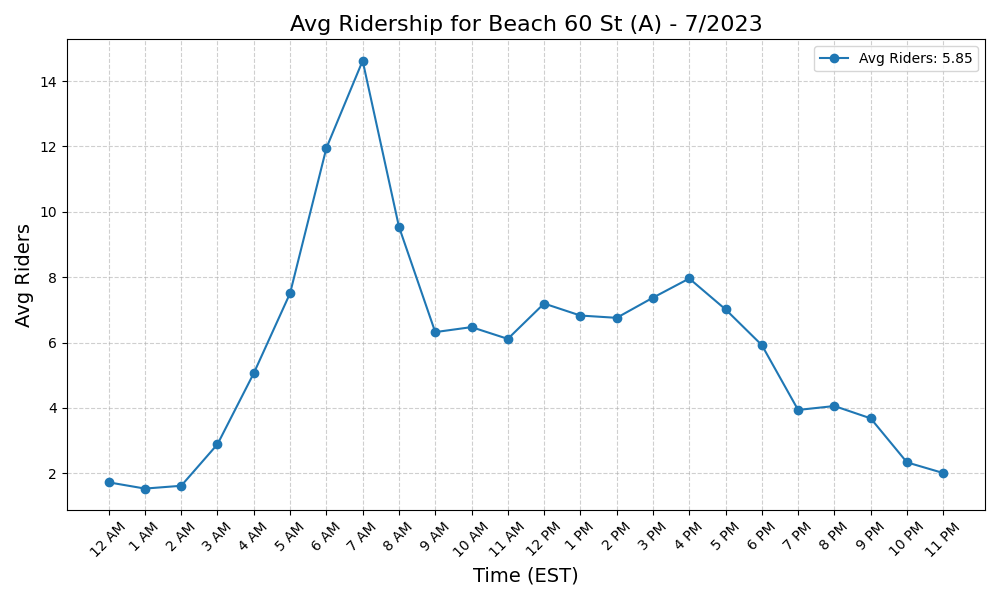 Avg Ridership for Beach 60 St (A) - 7/2023
Avg Riders: 5.85
Avg Riders
14
12
10
8
6
4
2
12 AM
1 AM
2 AM
3 AM
4 AM
5 AM
6 AM
7 AM
8 AM
9 AM
10 AM
11 AM
12 PM
1 PM
2 PM
3 PM
4 PM
5 PM
6 PM
7 PM
8 PM
9 PM
10 PM
11 PM
Time (EST)